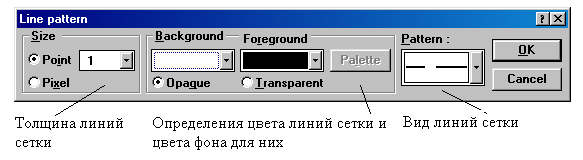 Line pattern
Size
Background
Foreground
Pattern :
Point
1
Palette
OK
Pixel
Opaque
Transparent
Cancel
Толщина линий
сетки
Определения цвета линий сетки и
цвета фона для них
Вид линий сетки